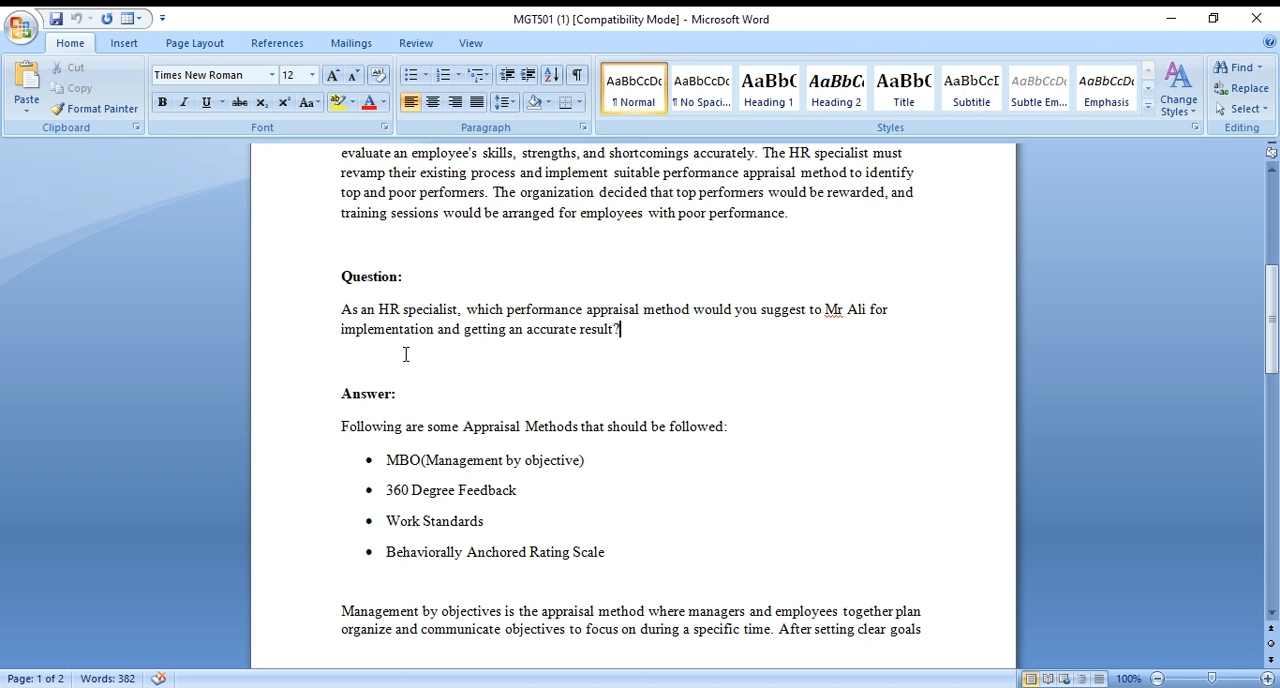 MGT501 (1) [Compatibility Mode] - Microsoft Word
Home Insert Page Layout References Mailings Review View
Paste
Cut
Copy
Format Painter
Clipboard
Times New Roman 12
Font
Paragraph
AaBbCcDc AaBbCcDc AaBbC AaBbCc AaBbC AaBbCcI AaBbCcDc AaBbCcDc
¶ Normal ¶ No Spaci... Heading 1 Heading 2 Title Subtitle Subtle Em... Emphasis
Change Styles
Styles
Find
Replace
Select
Editing
evaluate an employee's skills, strengths, and shortcomings accurately. The HR specialist must
revamp their existing process and implement suitable performance appraisal method to identify
top and poor performers. The organization decided that top performers would be rewarded, and
training sessions would be arranged for employees with poor performance.
Question:
As an HR specialist, which performance appraisal method would you suggest to Mr Ali for
implementation and getting an accurate result?
Answer:
Following are some Appraisal Methods that should be followed:
• MBO(Management by objective)
• 360 Degree Feedback
• Work Standards
• Behaviorally Anchored Rating Scale
Management by objectives is the appraisal method where managers and employees together plan
organize and communicate objectives to focus on during a specific time. After setting clear goals
Page: 1 of 2 Words: 382 100%